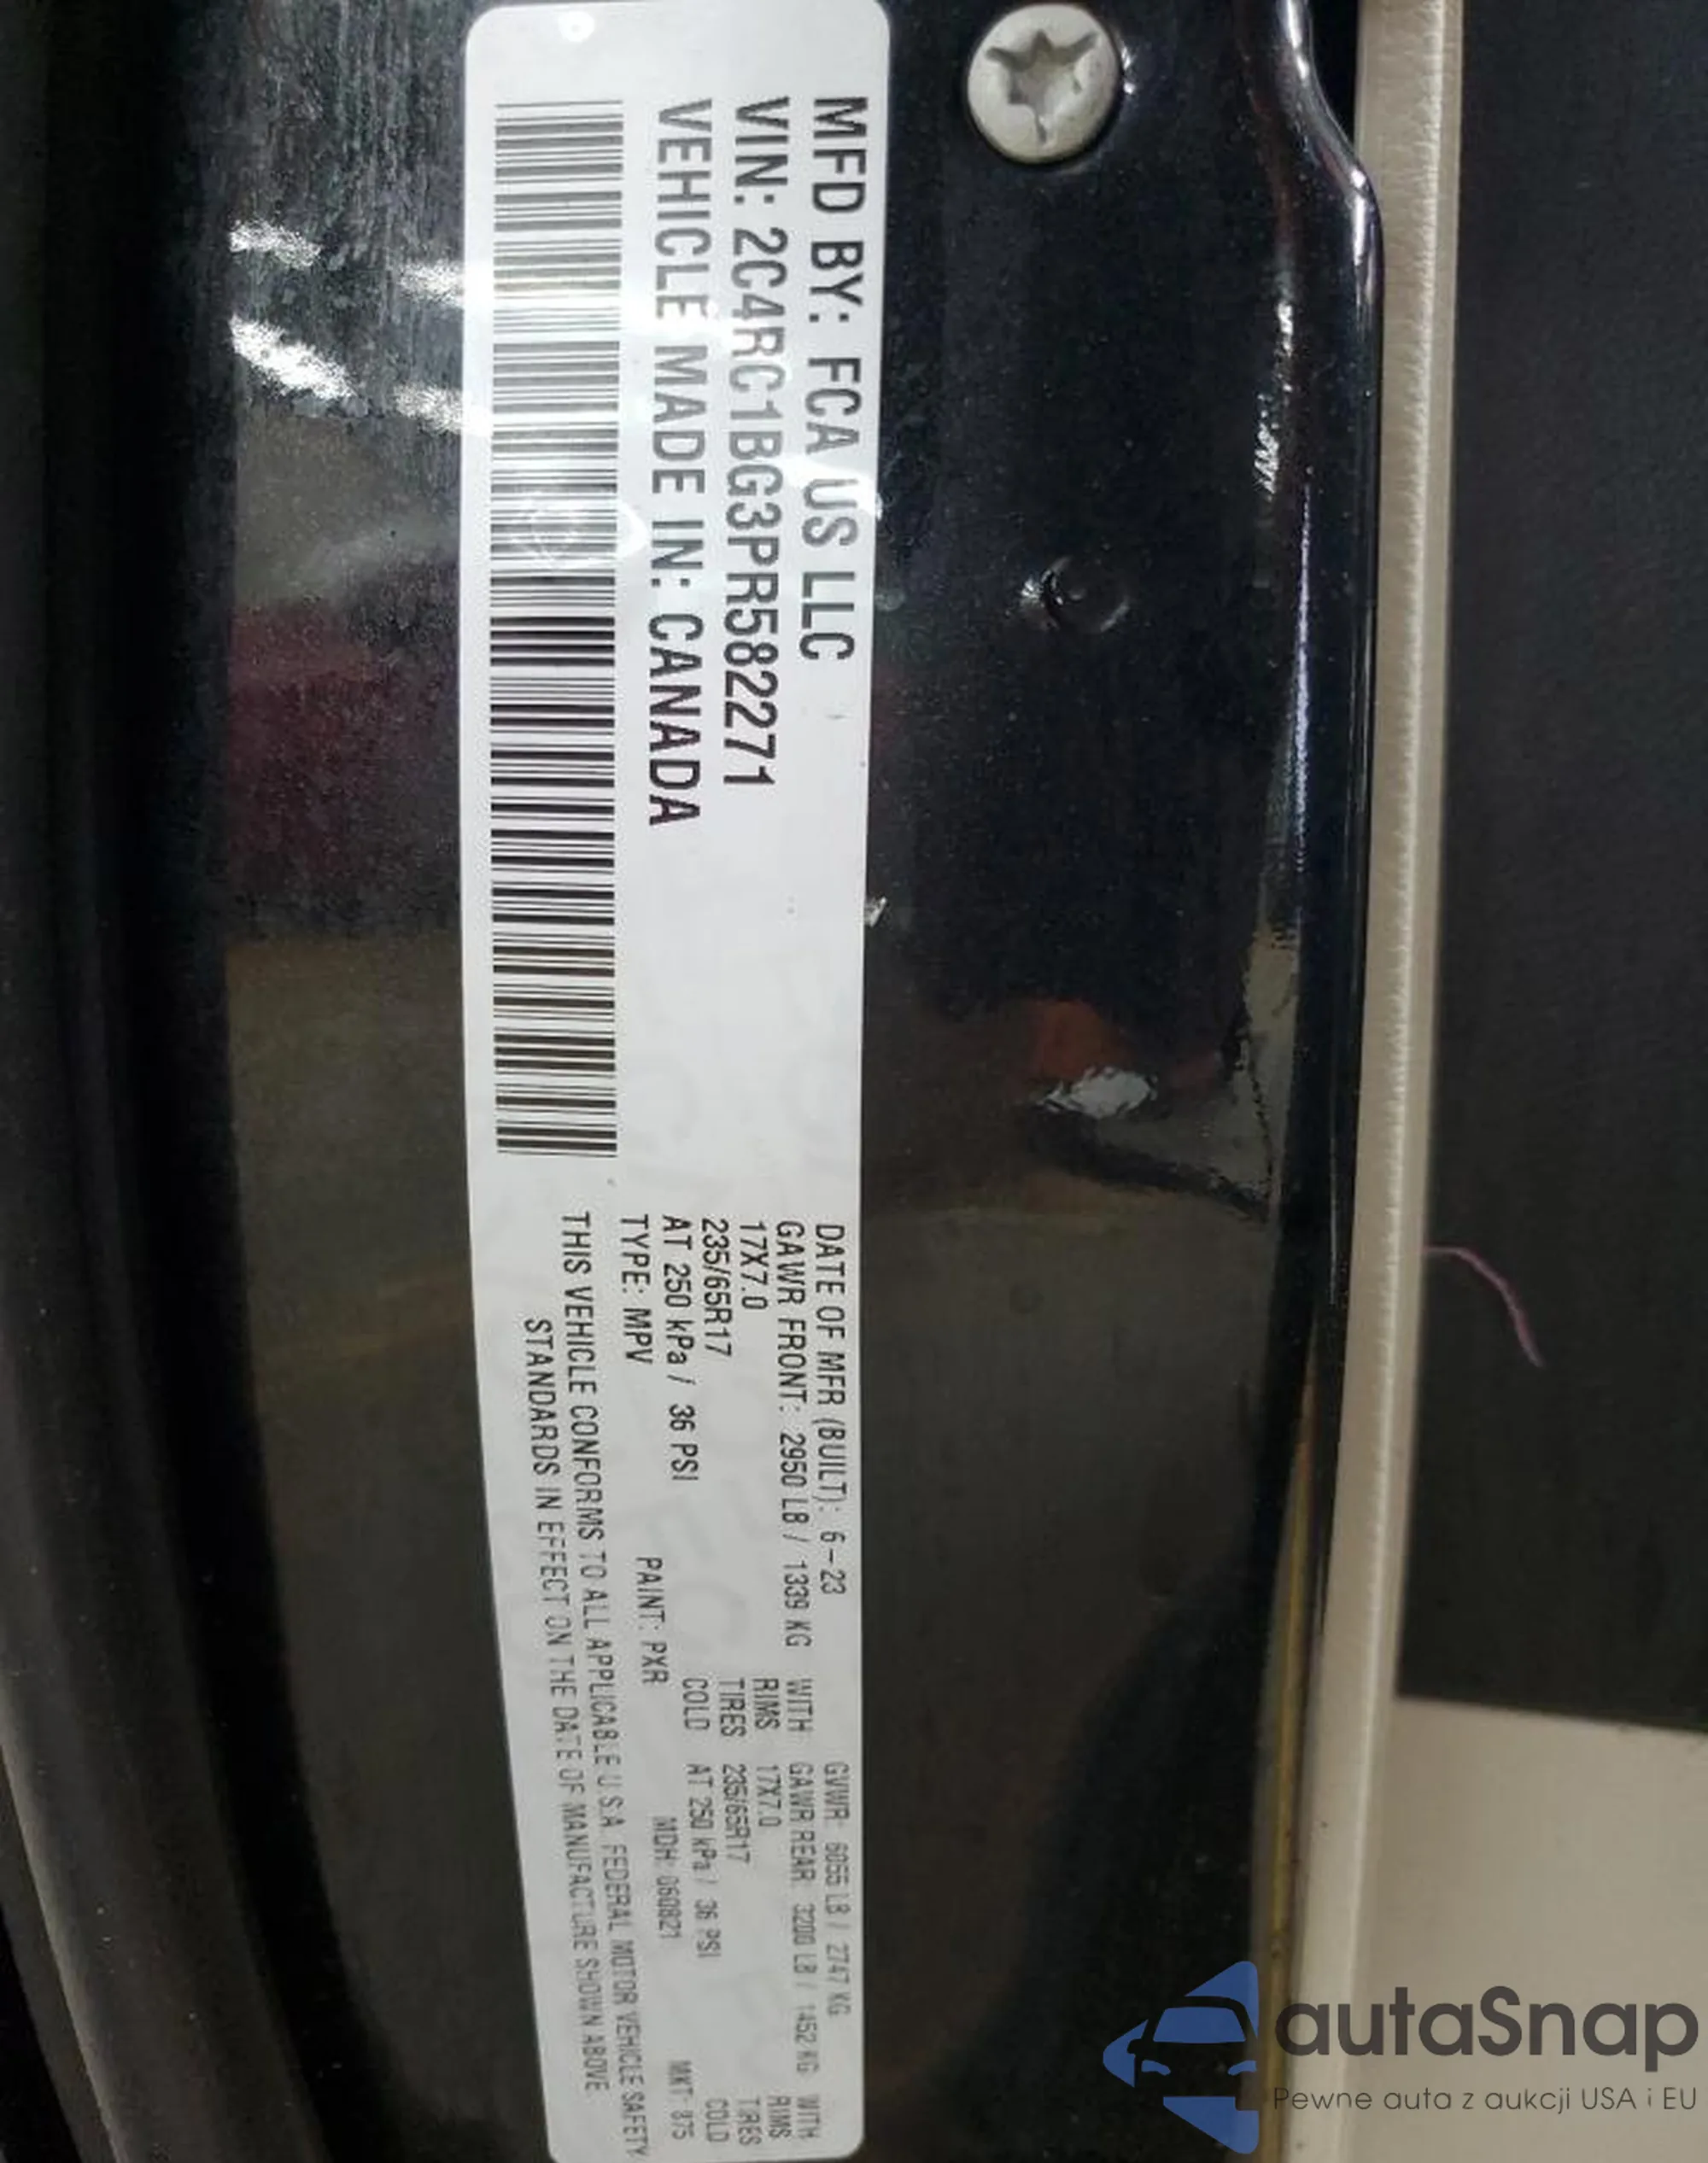 MFD BY: FCA US LLC
VIN: 2C4RC1BG3PR582271
VEHICLE MADE IN: CANADA
DATE OF MFR (BUILT): 6-23 GVWR: 6055 LB / 2747 KG
GAWR FRONT: 2950 LB / 1339 KG WITH GAWR REAR 3200 LB / 1452 KG WITH
17X7.0 RIMS 17X7.0 RIMS
235/65R17 TIRES 235/65R17 TIRES
AT 250 kPa / 36 PSI COLD AT 250 kPa / 36 PSI COLD
TYPE: MPV PAINT: PXR MDH: 060821 MKT 875
THIS VEHICLE CONFORMS TO ALL APPLICABLE U.S.A. FEDERAL MOTOR VEHICLE SAFETY
STANDARDS IN EFFECT ON THE DATE OF MANUFACTURE SHOWN ABOVE
autaSnap
Pewne auta z aukcji USA i EU